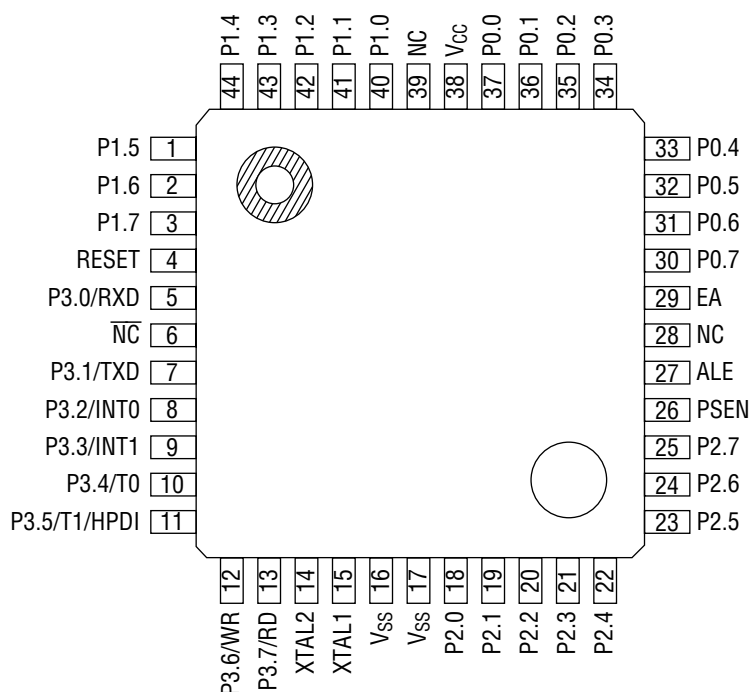 P1.4 P1.3 P1.2 P1.1 P1.0 NC VCC P0.0 P0.1 P0.2 P0.3
44 43 42 41 40 39 38 37 36 35 34
P1.5 1 33 P0.4
P1.6 2 32 P0.5
P1.7 3 31 P0.6
RESET 4 30 P0.7
P3.0/RXD 5 29 EA
N̅C̅ 6 28 NC
P3.1/TXD 7 27 ALE
P3.2/INT0 8 26 PSEN
P3.3/INT1 9 25 P2.7
P3.4/T0 10 24 P2.6
P3.5/T1/HPDI 11 23 P2.5
12 13 14 15 16 17 18 19 20 21 22
P3.6/WR P3.7/RD XTAL2 XTAL1 VSS VSS P2.0 P2.1 P2.2 P2.3 P2.4